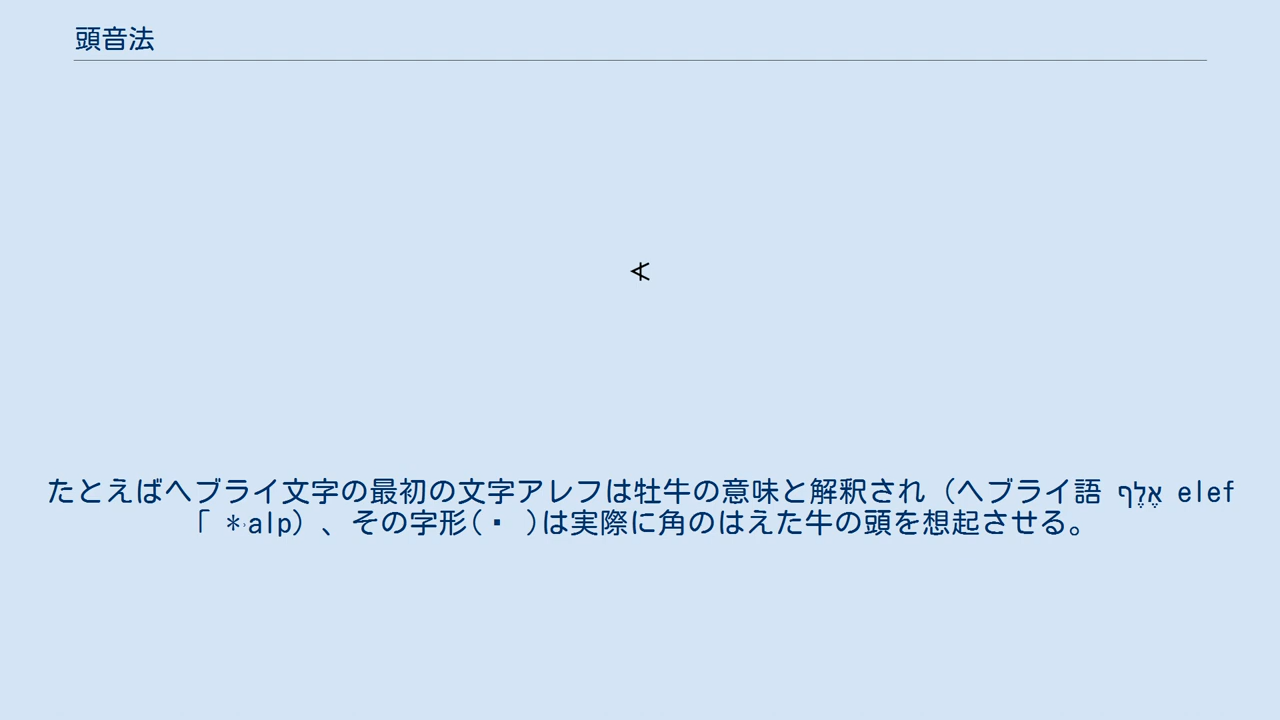 頭音法
∢
たとえばヘブライ文字の最初の文字アレフは牡牛の意味と解釈され（ヘブライ語 אֶלֶף elef
「 *ʾalp）、その字形(▪ )は実際に角のはえた牛の頭を想起させる。